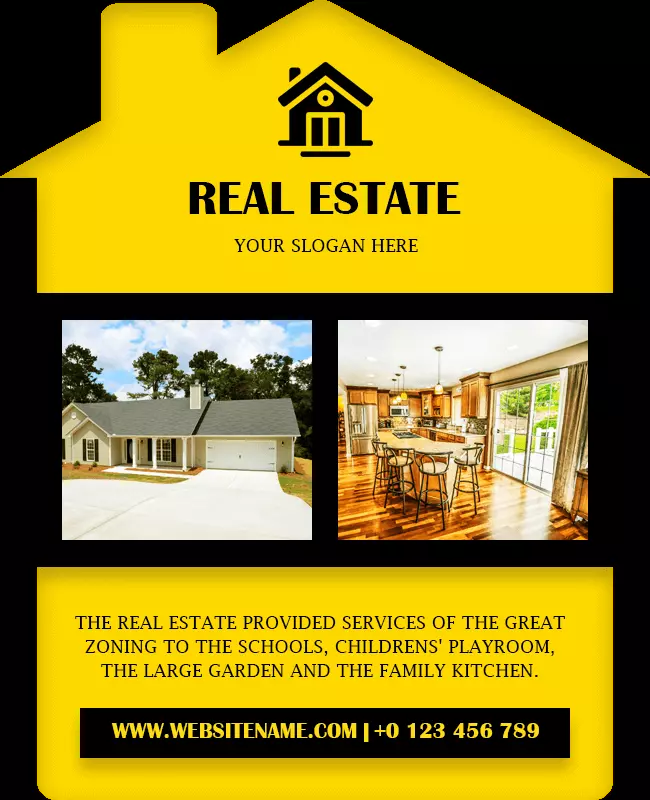 REAL ESTATE
YOUR SLOGAN HERE
THE REAL ESTATE PROVIDED SERVICES OF THE GREAT
ZONING TO THE SCHOOLS, CHILDRENS' PLAYROOM,
THE LARGE GARDEN AND THE FAMILY KITCHEN.
WWW.WEBSITENAME.COM | +0 123 456 789